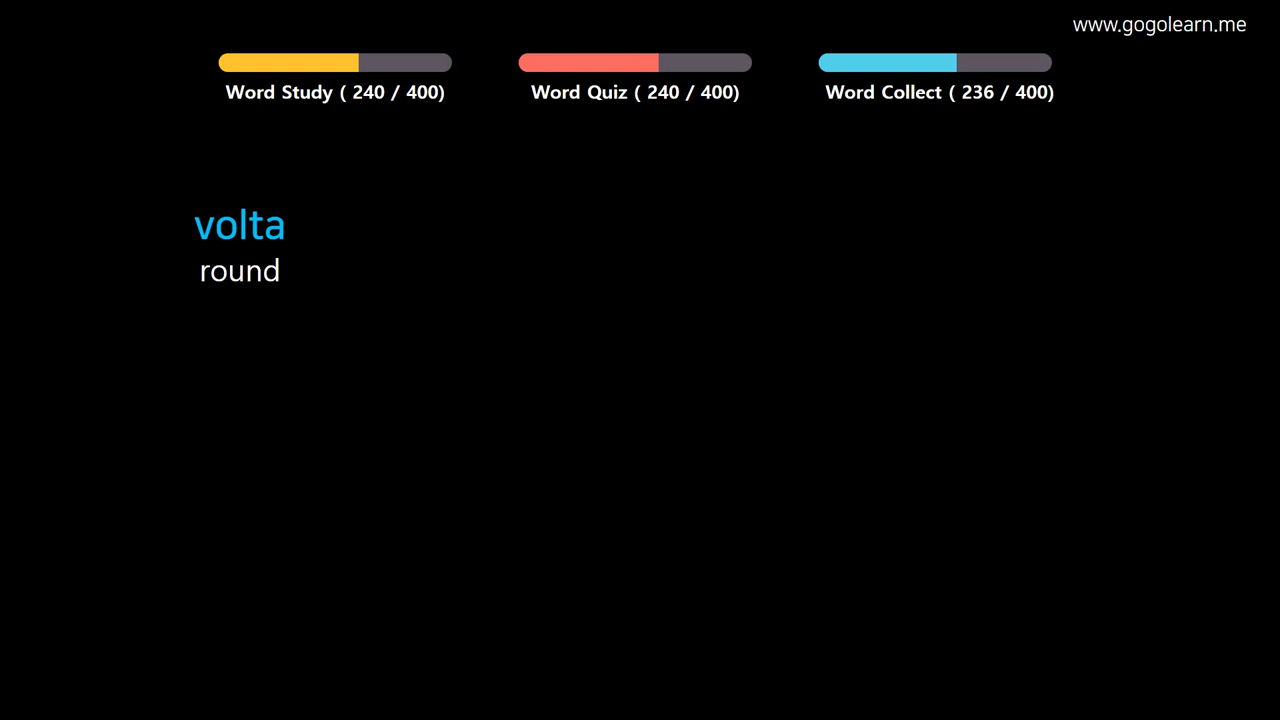 www.gogolearn.me
Word Study ( 240 / 400)
Word Quiz ( 240 / 400)
Word Collect ( 236 / 400)
volta
round